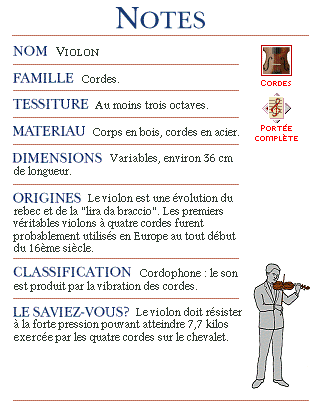 NOTES
NOM VIOLON
FAMILLE Cordes.
TESSITURE Au moins trois octaves.
MATERIAU Corps en bois, cordes en acier.
DIMENSIONS Variables, environ 36 cm
de longueur.
ORIGINES Le violon est une évolution du
rebec et de la "lira da braccio". Les premiers
véritables violons à quatre cordes furent
probablement utilisés en Europe au tout début
du 16ème siècle.
CLASSIFICATION Cordophone : le son
est produit par la vibration des cordes.
LE SAVIEZ-VOUS? Le violon doit résister
à la forte pression pouvant atteindre 7,7 kilos
exercée par les quatre cordes sur le chevalet.
CORDES
PORTÉE
COMPLÈTE